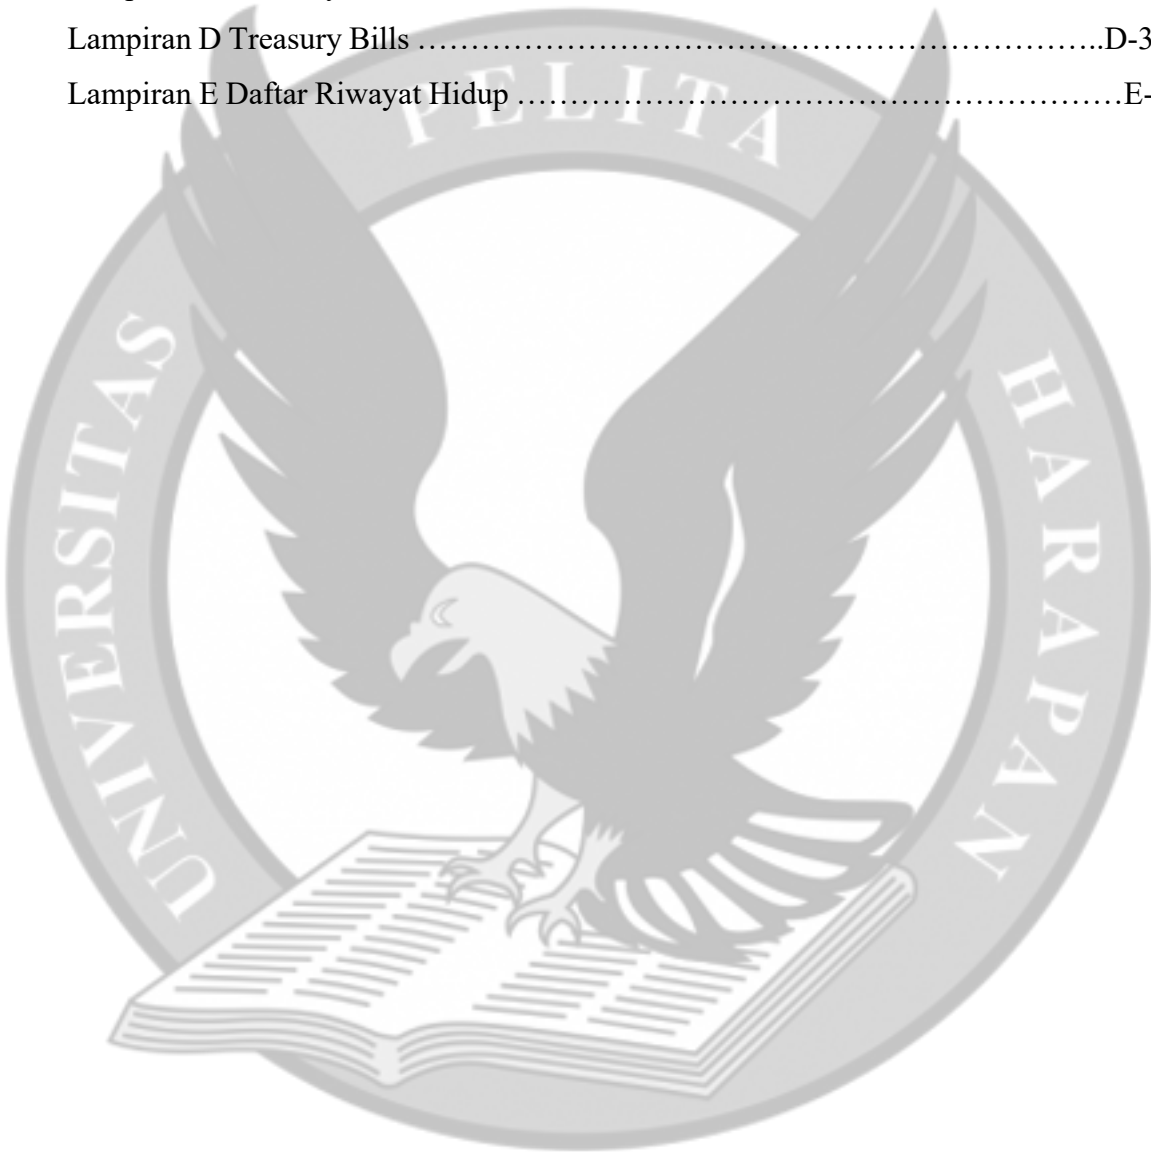 Lampiran D Treasury Bills ……………………………………………………………..D-3
Lampiran E Daftar Riwayat Hidup …………………………………………………….E-
UNIVERSITAS PELITA HARAPAN